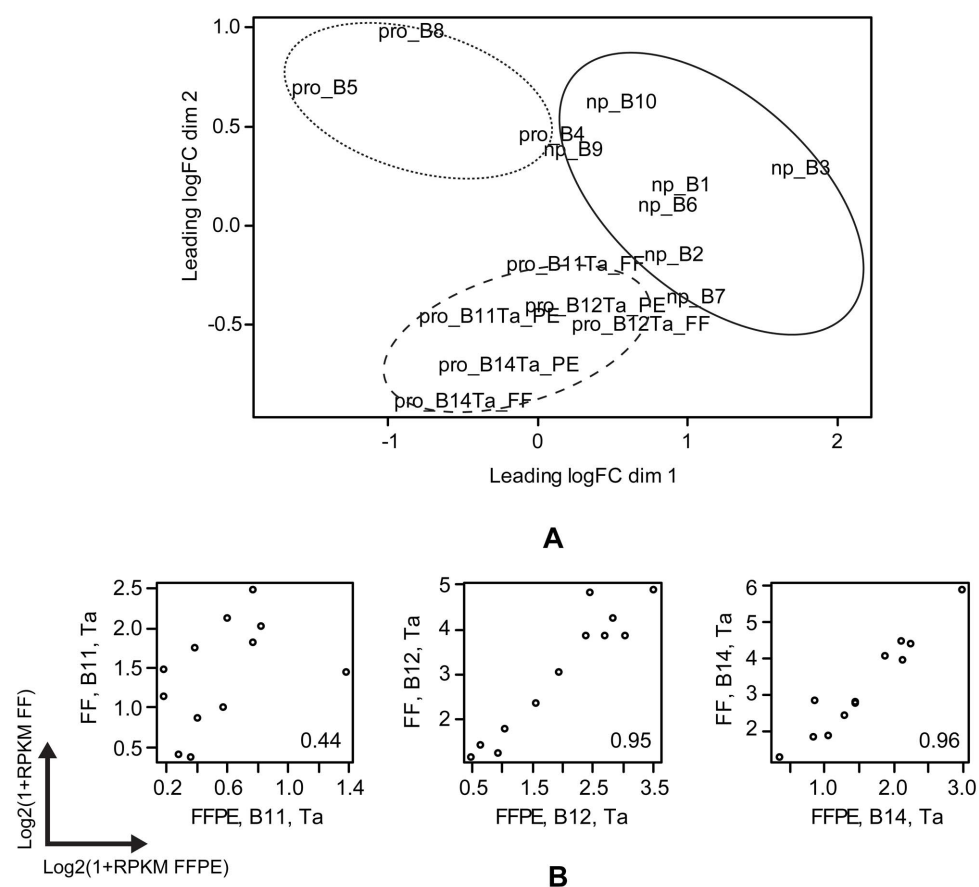 1.0
0.5
0.0
-0.5
Leading logFC dim 2
pro_B8
pro_B5
np_B10
pro_B4
np_B9
np_B3
np_B1
np_B6
np_B2
pro_B11Ta_FF
np_B7
pro_B12Ta_PE
pro_B11Ta_PE
pro_B12Ta_FF
pro_B14Ta_PE
pro_B14Ta_FF
-1 0 1 2
Leading logFC dim 1
A
Log2(1+RPKM FF)
Log2(1+RPKM FFPE)
FF, B11, Ta
2.5
2.0
1.5
1.0
0.5
0.44
0.2 0.6 1.0 1.4
FFPE, B11, Ta
FF, B12, Ta
5
4
3
2
0.95
0.5 1.5 2.5 3.5
FFPE, B12, Ta
FF, B14, Ta
6
5
4
3
2
0.96
1.0 2.0 3.0
FFPE, B14, Ta
B